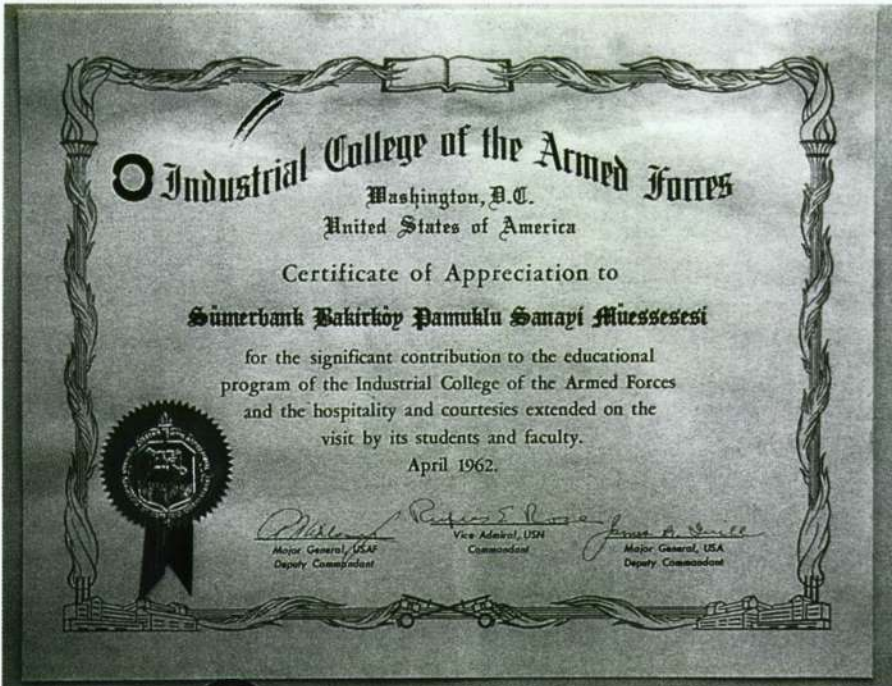 Industrial College of the Armed Forces
Washington, D.C.
United States of America
Certificate of Appreciation to
Sümerbank Bakirköy Pamuklu Sanayi Müessesesi
for the significant contribution to the educational
program of the Industrial College of the Armed Forces
and the hospitality and courtesies extended on the
visit by its students and faculty.
April 1962.
Rufus E. Rose
Major General, USAF
Deputy Commandant
Vice Admiral, USN
Commandant
Major General, USA
Deputy Commandant